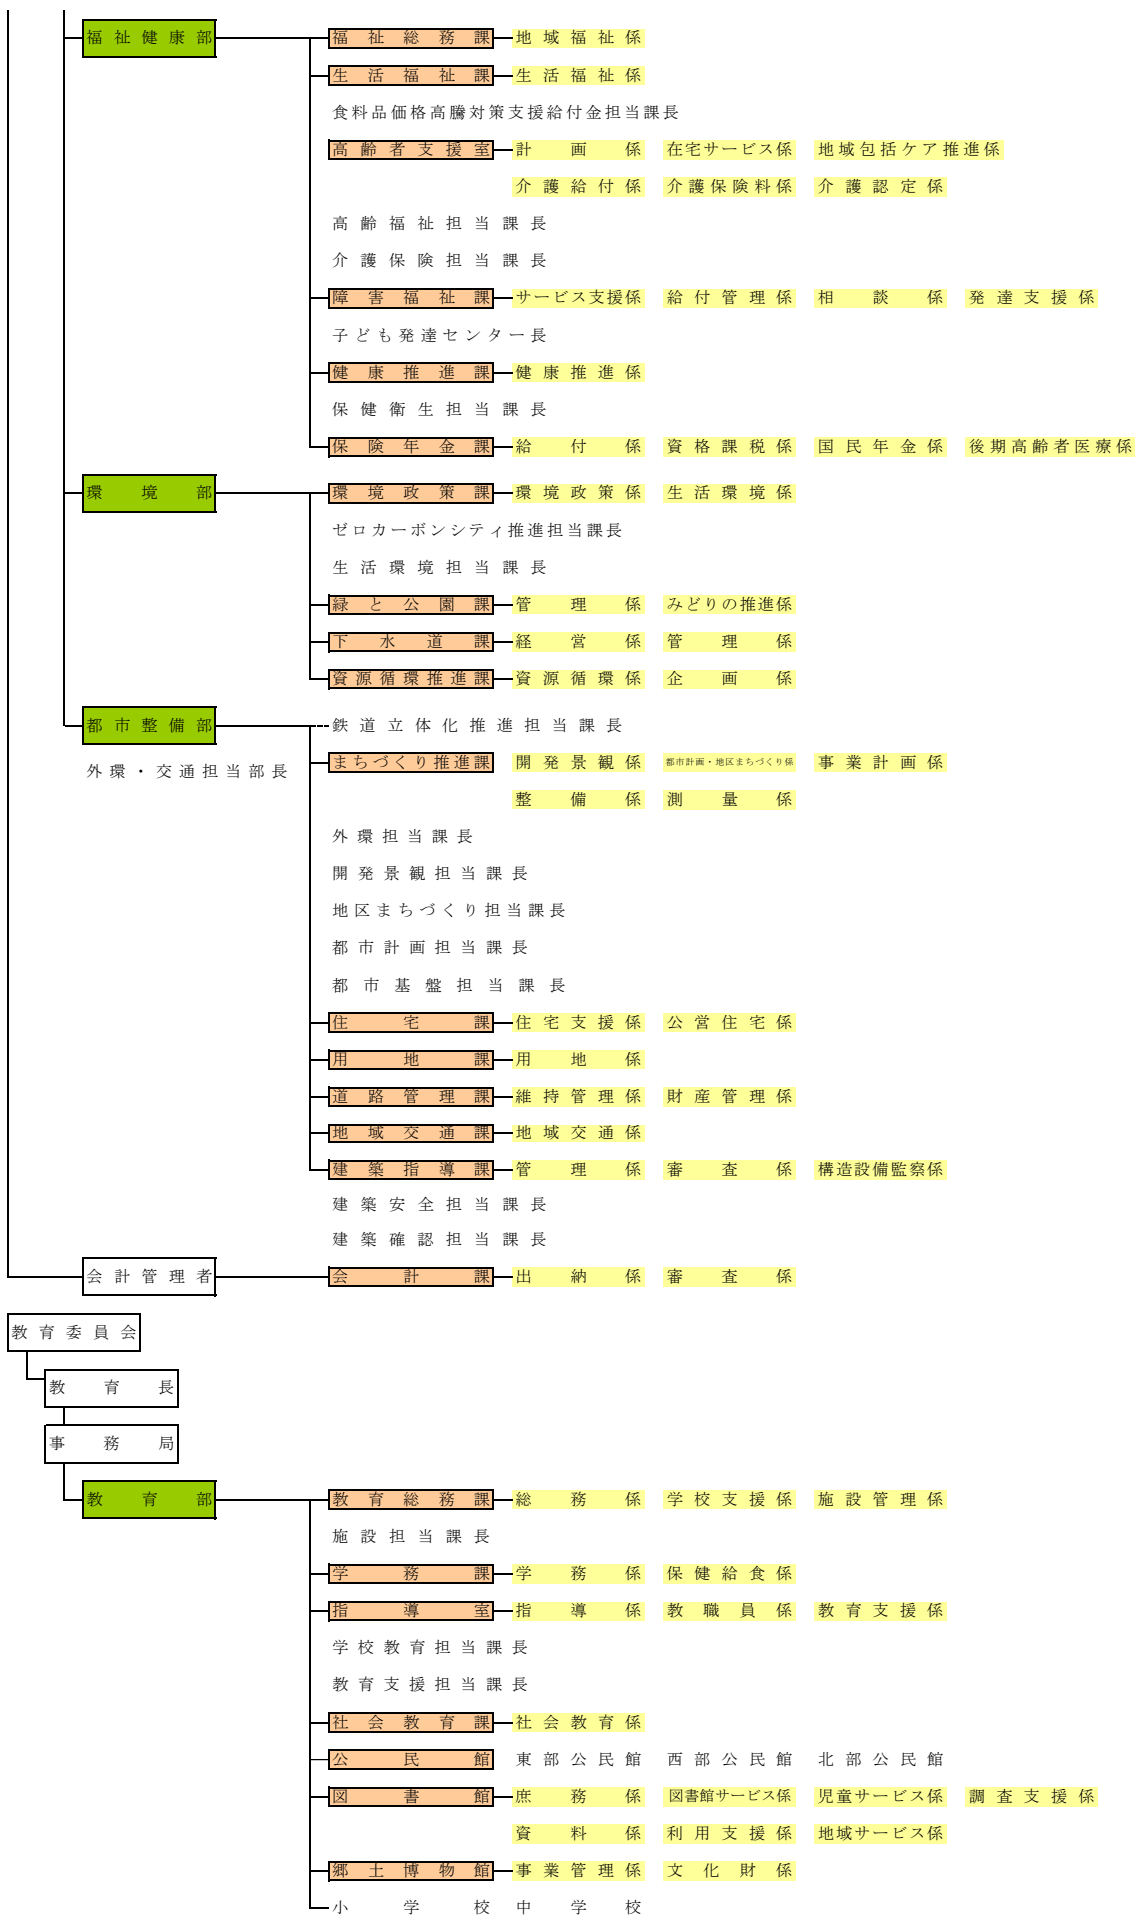 福祉健康部 福祉総務課 地域福祉係
生活福祉課 生活福祉係
食料品価格高騰対策支援給付金担当課長
高齢者支援室 計画係 在宅サービス係 地域包括ケア推進係
介護給付係 介護保険料係 介護認定係
高齢福祉担当課長
介護保険担当課長
障害福祉課 サービス支援係 給付管理係 相談係 発達支援係
子ども発達センター長
健康推進課 健康推進係
保健衛生担当課長
保険年金課 給付係 資格課税係 国民年金係 後期高齢者医療係
環境部 環境政策課 環境政策係 生活環境係
ゼロカーボンシティ推進担当課長
生活環境担当課長
緑と公園課 管理係 みどりの推進係
下水道課 経営係 管理係
資源循環推進課 資源循環係 企画係
都市整備部 鉄道立体化推進担当課長
まちづくり推進課 開発景観係 都市計画・地区まちづくり係 事業計画係
外環・交通担当部長
整備係 測量係
外環担当課長
開発景観担当課長
地区まちづくり担当課長
都市計画担当課長
都市基盤担当課長
住宅課 住宅支援係 公営住宅係
用地課 用地係
道路管理課 維持管理係 財産管理係
地域交通課 地域交通係
建築指導課 管理係 審査係 構造設備監察係
建築安全担当課長
建築確認担当課長
会計管理者 会計課 出納係 審査係
教育委員会
教育長
事務局
教育部 教育総務課 総務係 学校支援係 施設管理係
施設担当課長
学務課 学務係 保健給食係
指導室 指導係 教職員係 教育支援係
学校教育担当課長
教育支援担当課長
社会教育課 社会教育係
公民館 東部公民館 西部公民館 北部公民館
図書館 庶務係 図書館サービス係 児童サービス係 調査支援係
資料係 利用支援係 地域サービス係
郷土博物館 事業管理係 文化財係
小学校 中学校